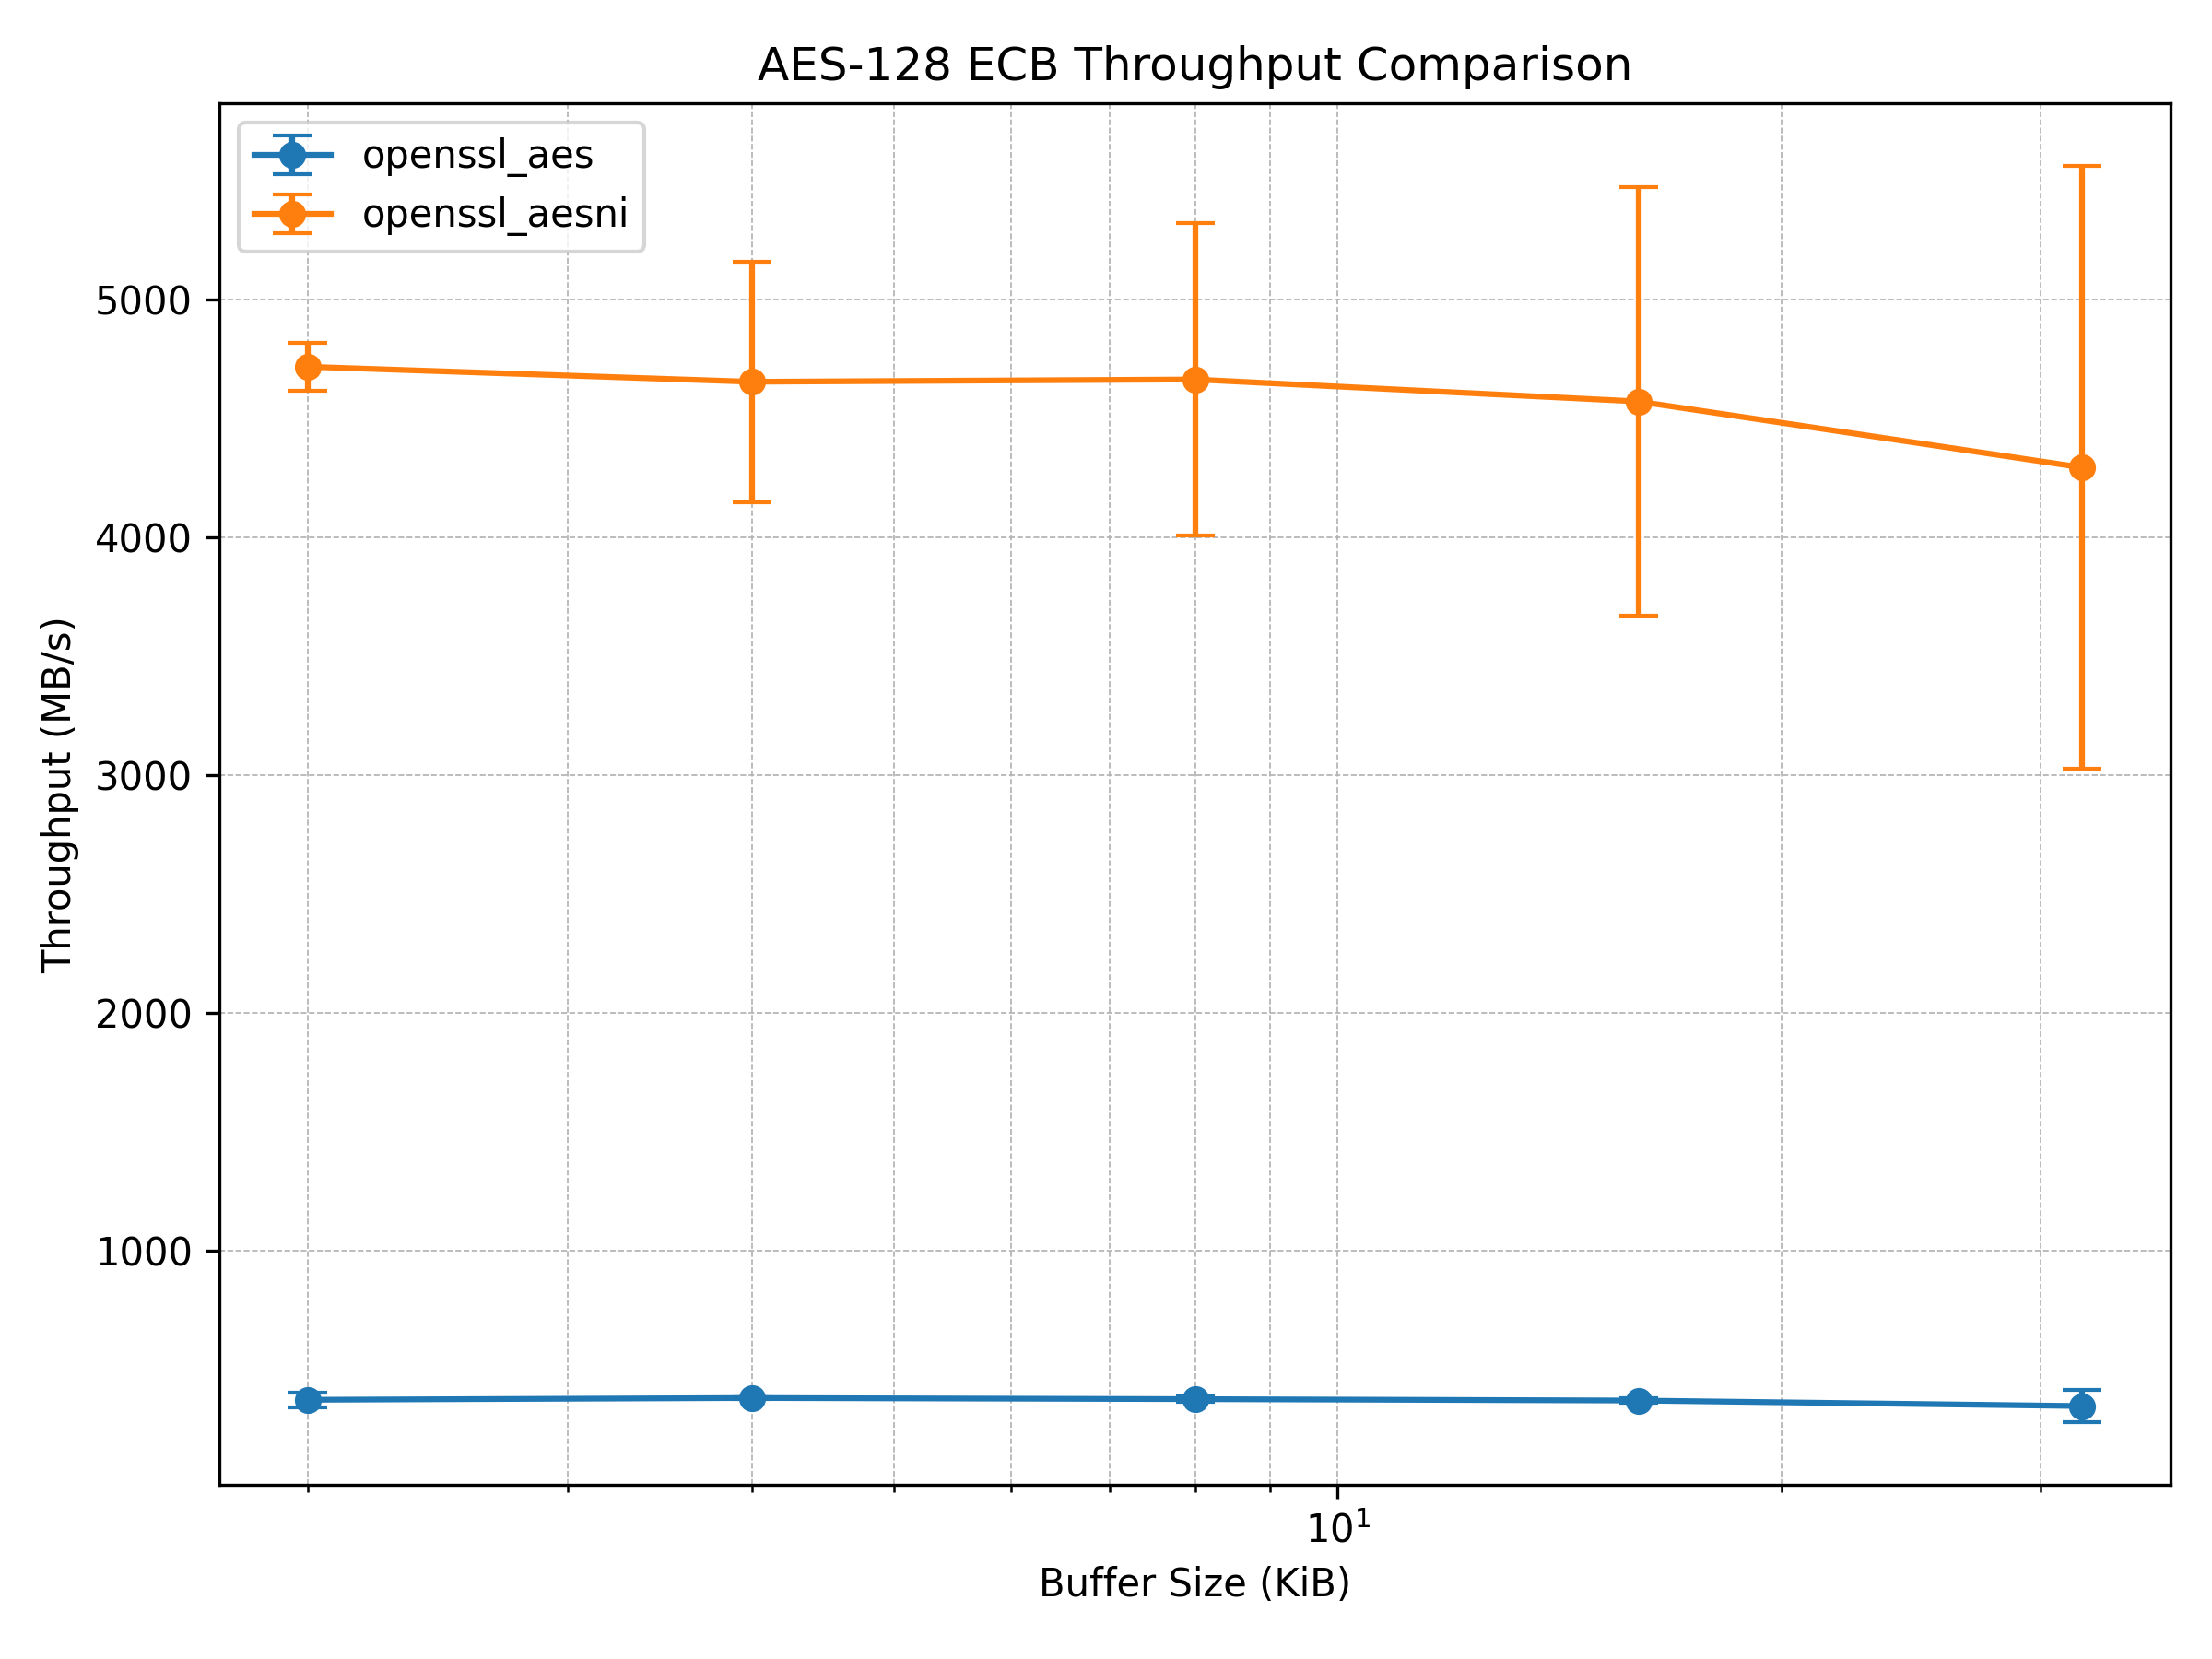 AES-128 ECB Throughput Comparison
openssl_aes
openssl_aesni
Throughput (MB/s)
5000
4000
3000
2000
1000
10¹
Buffer Size (KiB)